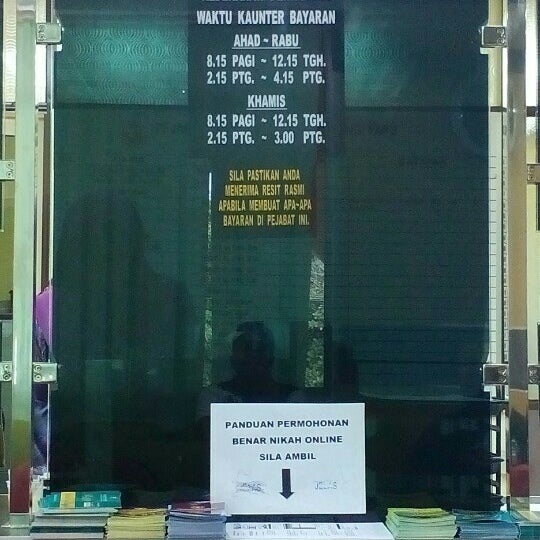 WAKTU KAUNTER BAYARAN
AHAD ~ RABU
8.15 PAGI ~ 12.15 TGH.
2.15 PTG. ~ 4.15 PTG.
KHAMIS
8.15 PAGI ~ 12.15 TGH.
2.15 PTG. ~ 3.00 PTG.
SILA PASTIKAN ANDA
MENERIMA RESIT RASMI
APABILA MEMBUAT APA-APA
BAYARAN DI PEJABAT INI.
PANDUAN PERMOHONAN
BENAR NIKAH ONLINE
SILA AMBIL